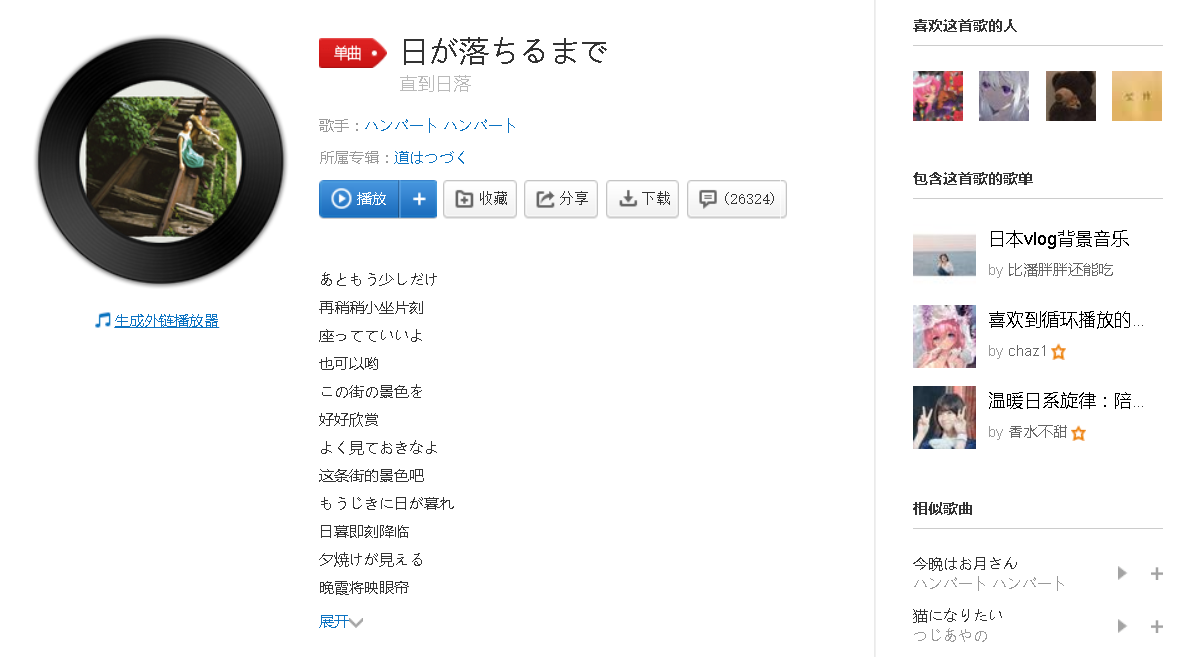 单曲
日が落ちるまで
直到日落
歌手：ハンバート ハンバート
所属专辑：道はつづく
播放
+
收藏
分享
下载
(26324)
生成外链播放器
あともう少しだけ
再稍稍小坐片刻
座ってていいよ
也可以哟
この街の景色を
好好欣赏
よく見ておきなよ
这条街的景色吧
もうじきに日が暮れ
日暮即刻降临
夕焼けが見える
晚霞将映眼帘
展开
喜欢这首歌的人
包含这首歌的歌单
日本vlog背景音乐
by 比潘胖胖还能吃
喜欢到循环播放的...
by chaz1
温暖日系旋律：陪...
by 香水不甜
相似歌曲
今晩はお月さん
ハンバート ハンバート
猫になりたい
つじあやの